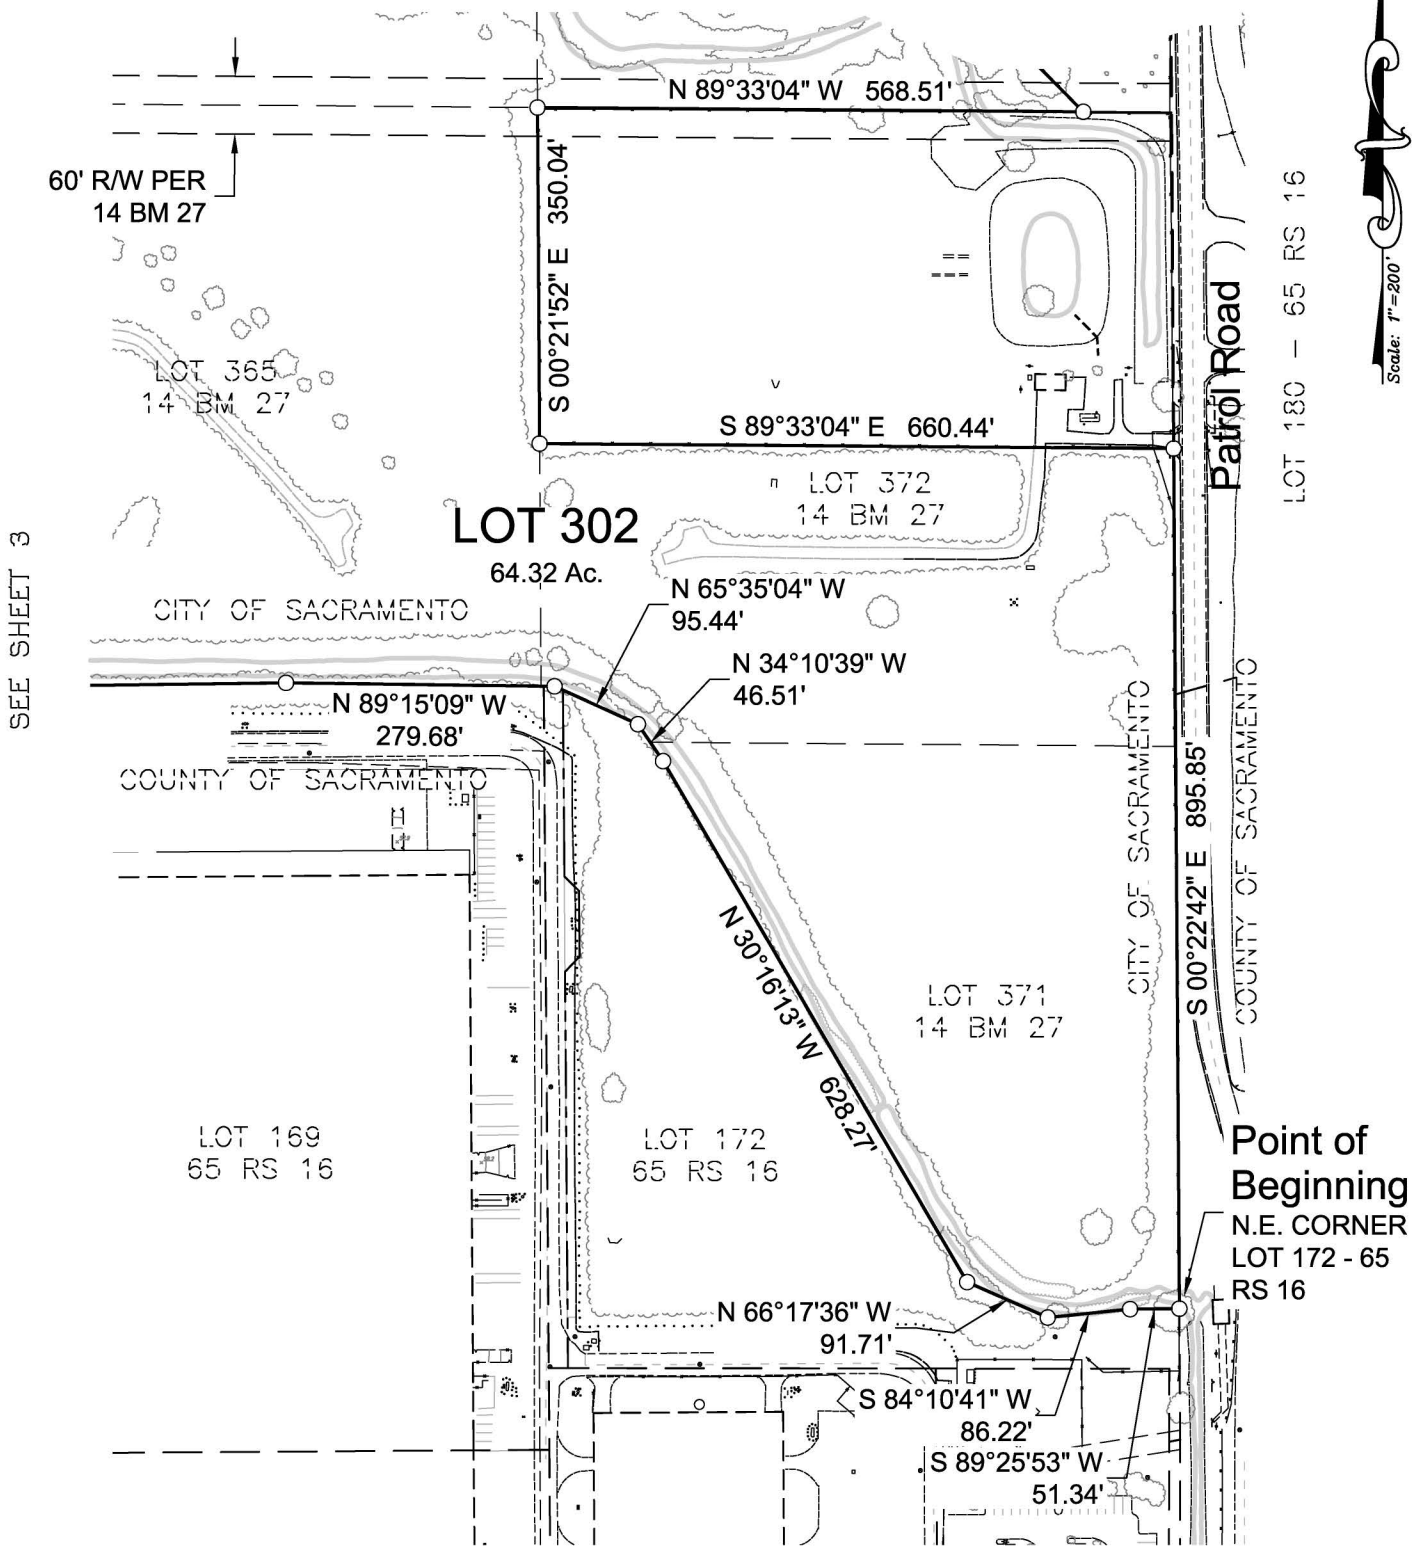 N 89°33'04" W 568.51'
60' R/W PER
14 BM 27
S 00°21'52" E 350.04'
Scale: 1"=200'
LOT 180 - 65 RS 16
Patrol Road
LOT 365
14 BM 27
S 89°33'04" E 660.44'
LOT 372
14 BM 27
LOT 302
64.32 Ac.
SEE SHEET 3
N 65°35'04" W
95.44'
CITY OF SACRAMENTO
N 34°10'39" W
46.51'
N 89°15'09" W
279.68'
COUNTY OF SACRAMENTO
CITY OF SACRAMENTO
S 00°22'42" E 895.85'
COUNTY OF SACRAMENTO
N 30°16'13" W 628.27'
LOT 371
14 BM 27
LOT 169
65 RS 16
LOT 172
65 RS 16
Point of
Beginning
N.E. CORNER
LOT 172 - 65
RS 16
N 66°17'36" W
91.71'
S 84°10'41" W
86.22'
S 89°25'53" W
51.34'